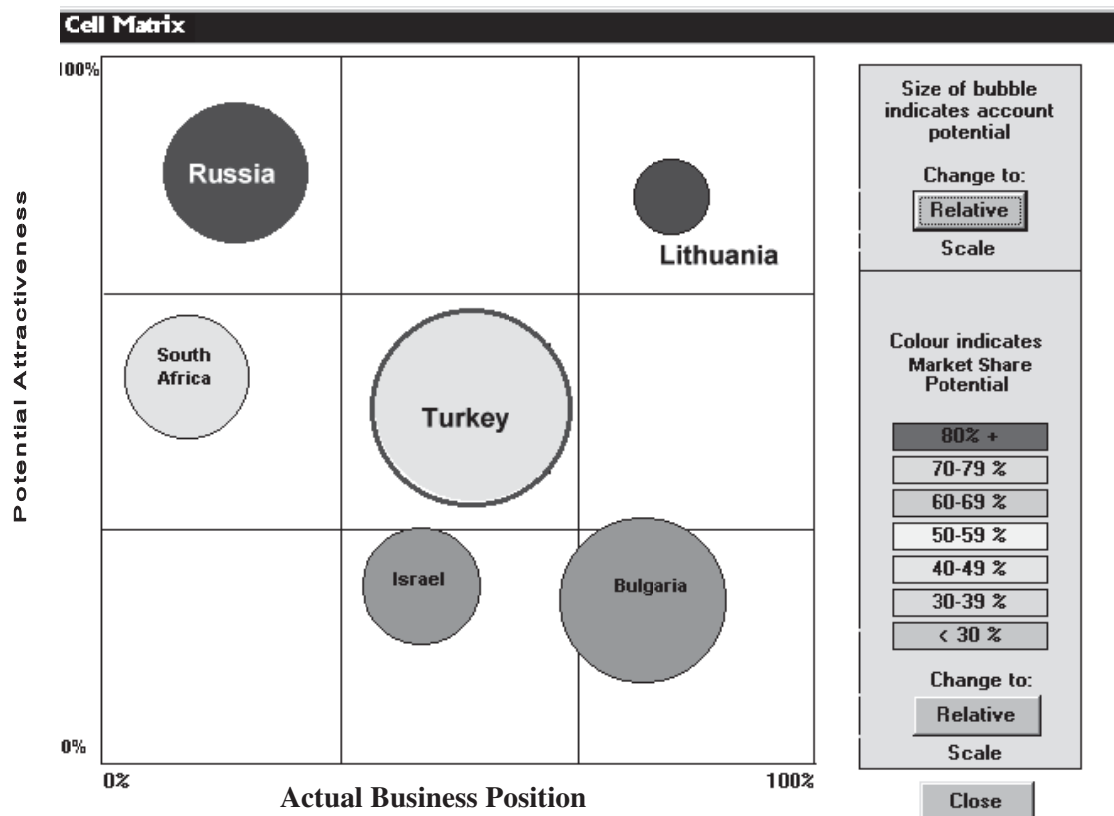 Cell Matrix
100%
Potential Attractiveness
Russia
Lithuania
South
Africa
Turkey
Israel
Bulgaria
0%
0%
100%
Actual Business Position
Size of bubble
indicates account
potential
Change to:
Relative
Scale
Colour indicates
Market Share
Potential
80% +
70-79 %
60-69 %
50-59 %
40-49 %
30-39 %
< 30 %
Change to:
Relative
Scale
Close